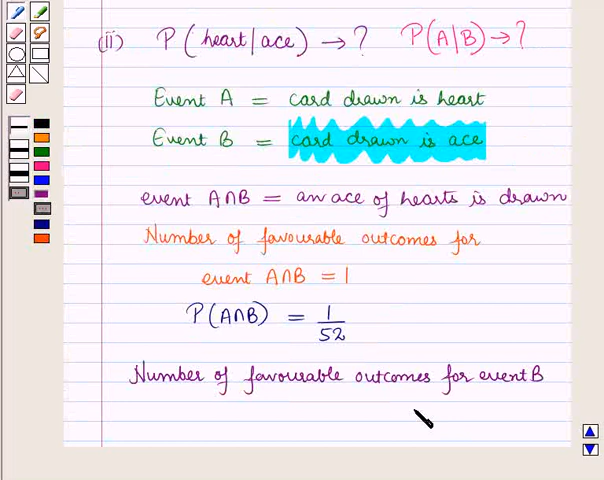 (ii) P(heart/ace) → ? P(A|B) → ?
Event A = card drawn is heart
Event B = card drawn is ace
event A∩B = an ace of hearts is drawn
Number of favourable outcomes for
event A∩B = 1
P(A∩B) = 1/52
Number of favourable outcomes for event B